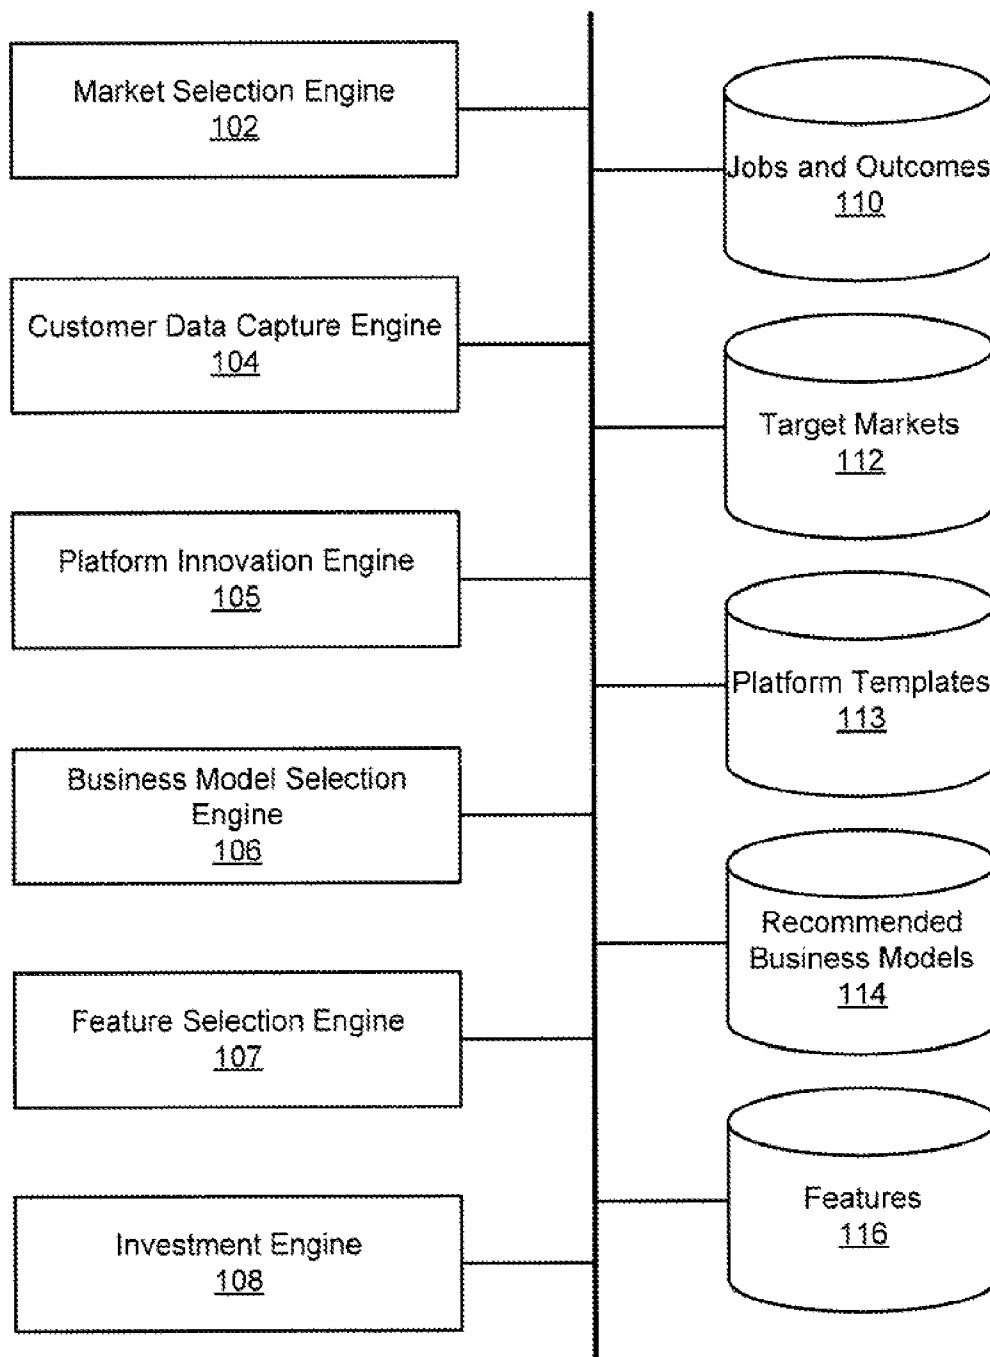 Market Selection Engine
102
Customer Data Capture Engine
104
Platform Innovation Engine
105
Business Model Selection
Engine
106
Feature Selection Engine
107
Investment Engine
108
Jobs and Outcomes
110
Target Markets
112
Platform Templates
113
Recommended
Business Models
114
Features
116